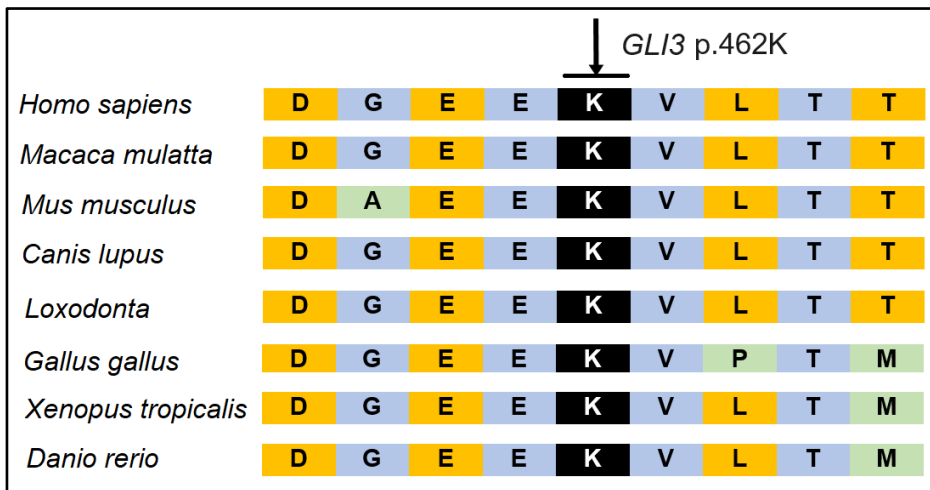 GLI3 p.462K
Homo sapiens D G E E K V L T T
Macaca mulatta D G E E K V L T T
Mus musculus D A E E K V L T T
Canis lupus D G E E K V L T T
Loxodonta D G E E K V L T T
Gallus gallus D G E E K V P T M
Xenopus tropicalis D G E E K V L T M
Danio rerio D G E E K V L T M